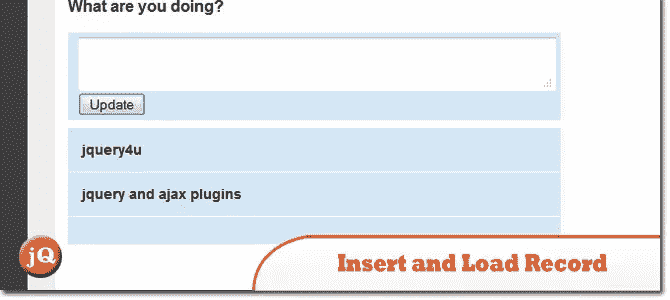 What are you doing?
Update
jquery4u
jquery and ajax plugins
jQ
Insert and Load Record